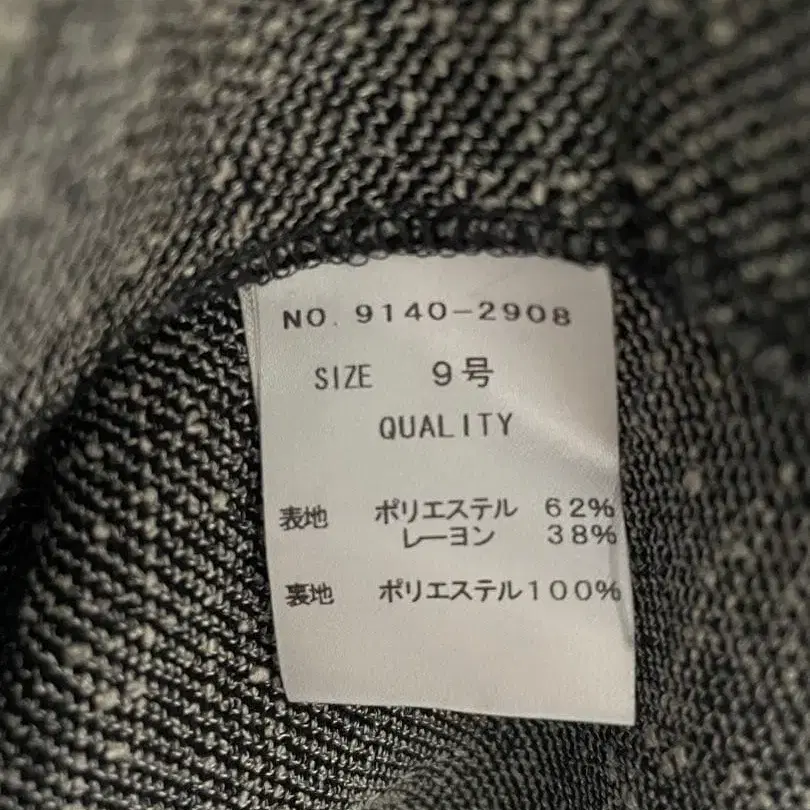 NO. 9140-2908
SIZE 9号
QUALITY
表地 ポリエステル 62%
レーヨン 38%
裏地 ポリエステル100%